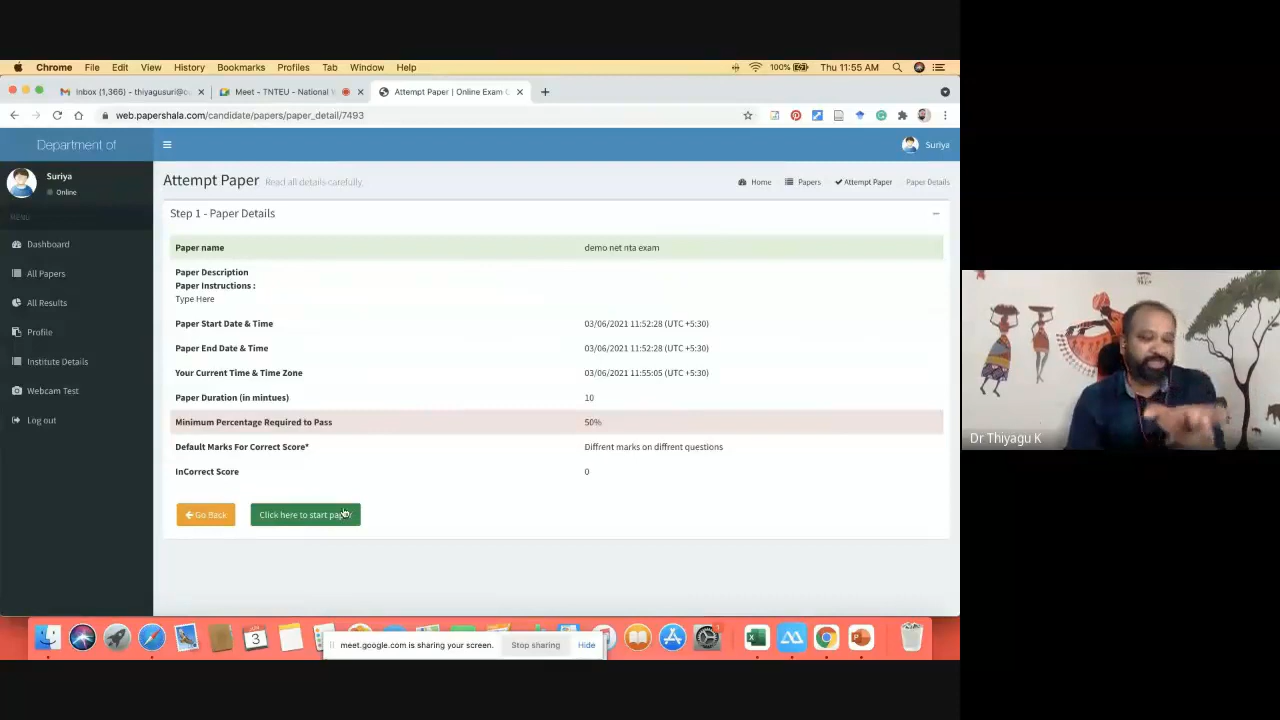 Chrome File Edit View History Bookmarks Profiles Tab Window Help 100% Thu 11:55 AM
Inbox (1,366) - thiyagusuri@c Meet - TNTEU - National Attempt Paper | Online Exam
web.papershala.com/candidate/papers/paper_detail/7493
Department of Suriya
Suriya
Online
MENU
Dashboard
All Papers
All Results
Profile
Institute Details
Webcam Test
Log out
Attempt Paper Read all details carefully. Home Papers Attempt Paper Paper Details
Step 1 - Paper Details
Paper name demo net nta exam
Paper Description
Paper Instructions :
Type Here
Paper Start Date & Time 03/06/2021 11:52:28 (UTC +5:30)
Paper End Date & Time 03/06/2021 11:52:28 (UTC +5:30)
Your Current Time & Time Zone 03/06/2021 11:55:05 (UTC +5:30)
Paper Duration (in mintues) 10
Minimum Percentage Required to Pass 50%
Default Marks For Correct Score* Diffrent marks on diffrent questions
InCorrect Score 0
Go Back Click here to start paper
Dr Thiyagu K
JUN
3
meet.google.com is sharing your screen. Stop sharing Hide